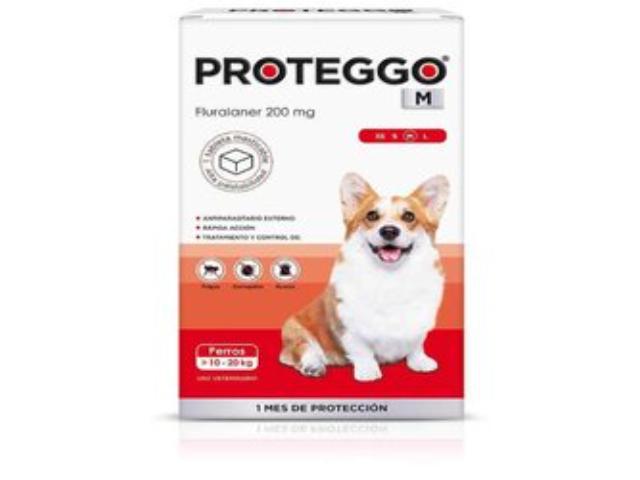 PROTEGGO®
M
Fluralaner 200 mg
XS S M L
1 tableta masticable
alta palatabilidad
• ANTIPARASITARIO EXTERNO
• RÁPIDA ACCIÓN
• TRATAMIENTO Y CONTROL DE:
Pulgas Garrapatas Ácaros
Perros
> 10 - 20 kg
USO VETERINARIO
1 MES DE PROTECCIÓN